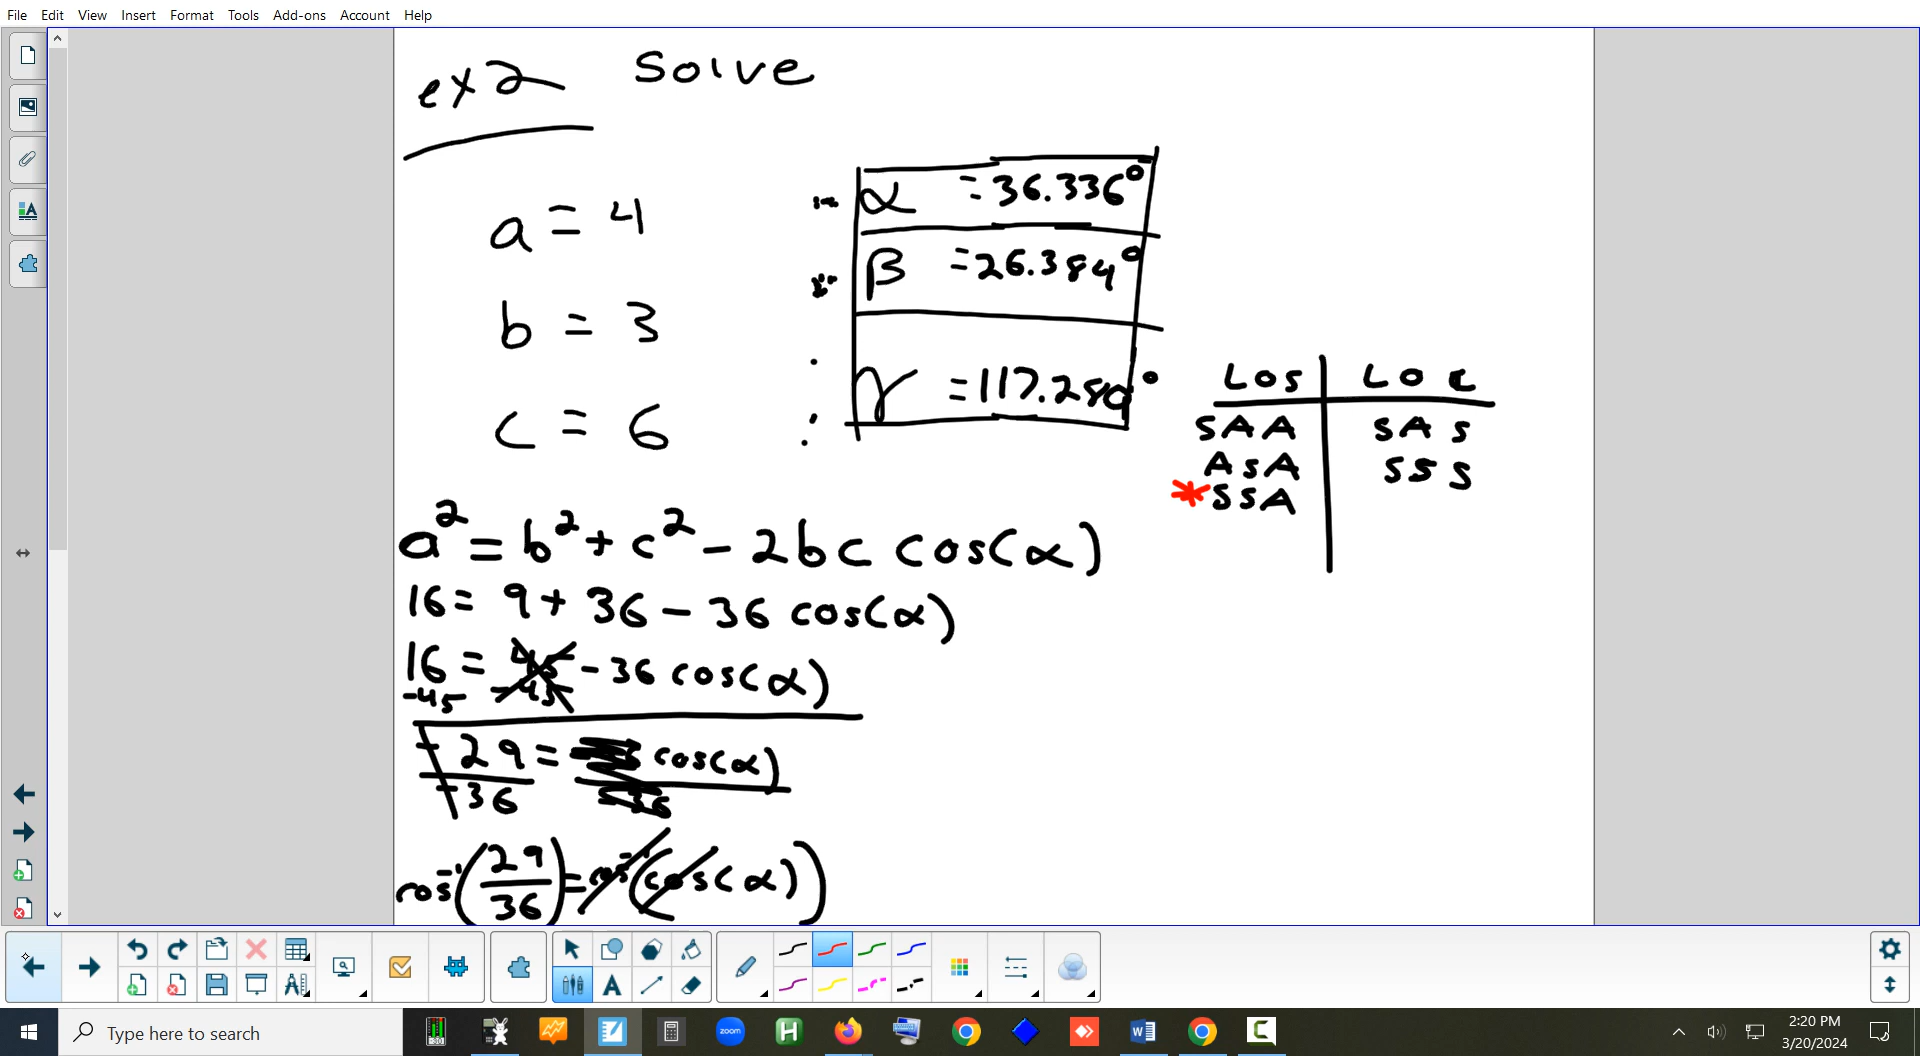 File Edit View Insert Format Tools Add-ons Account Help
ex2 Solve
a = 4
b = 3
c = 6
α = 36.336°
β = 26.384°
γ = 117.280°
LOS LOC
SAA SAS
ASA SSS
*SSA
a² = b² + c² - 2bc cos(α)
16 = 9 + 36 - 36 cos(α)
16 = 45 - 36 cos(α)
-45 -45
-29 = cos(α)
-36 -36
cos⁻¹(29/36) = cos⁻¹(cos(α))
Type here to search
zoom
2:20 PM
3/20/2024